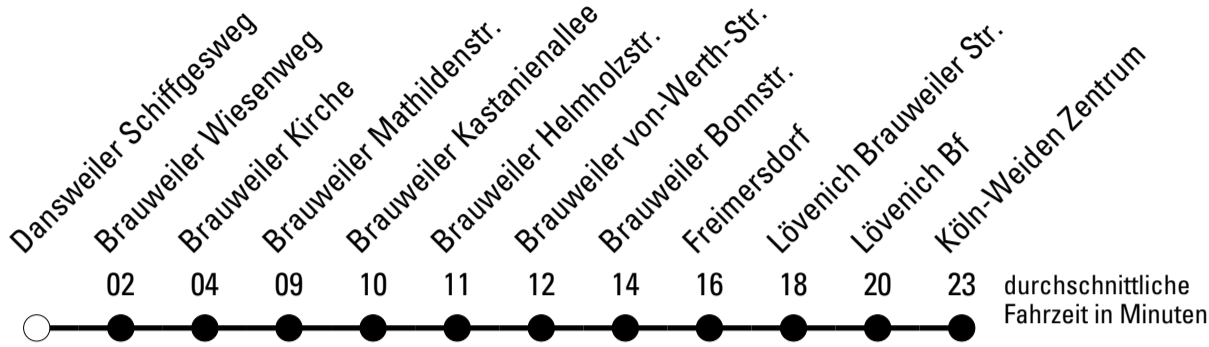 Dansweiler Schiffgesweg
Brauweiler Wiesenweg
Brauweiler Kirche
Brauweiler Mathildenstr.
Brauweiler Kastanienallee
Brauweiler Helmholzstr.
Brauweiler von-Werth-Str.
Brauweiler Bonnstr.
Freimersdorf
Lövenich Brauweiler Str.
Lövenich Bf
Köln-Weiden Zentrum
02 04 09 10 11 12 14 16 18 20 23
durchschnittliche
Fahrzeit in Minuten